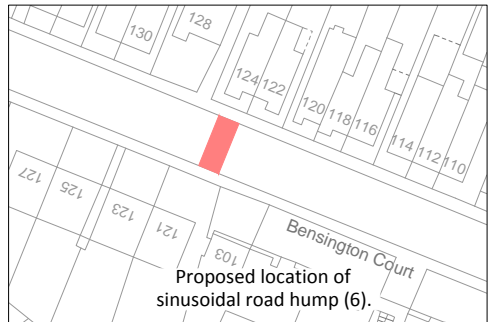 128
130
124 122
120 118 116
114 112 110
127 125 123 121
103
Bensington Court
Proposed location of
sinusoidal road hump (6).